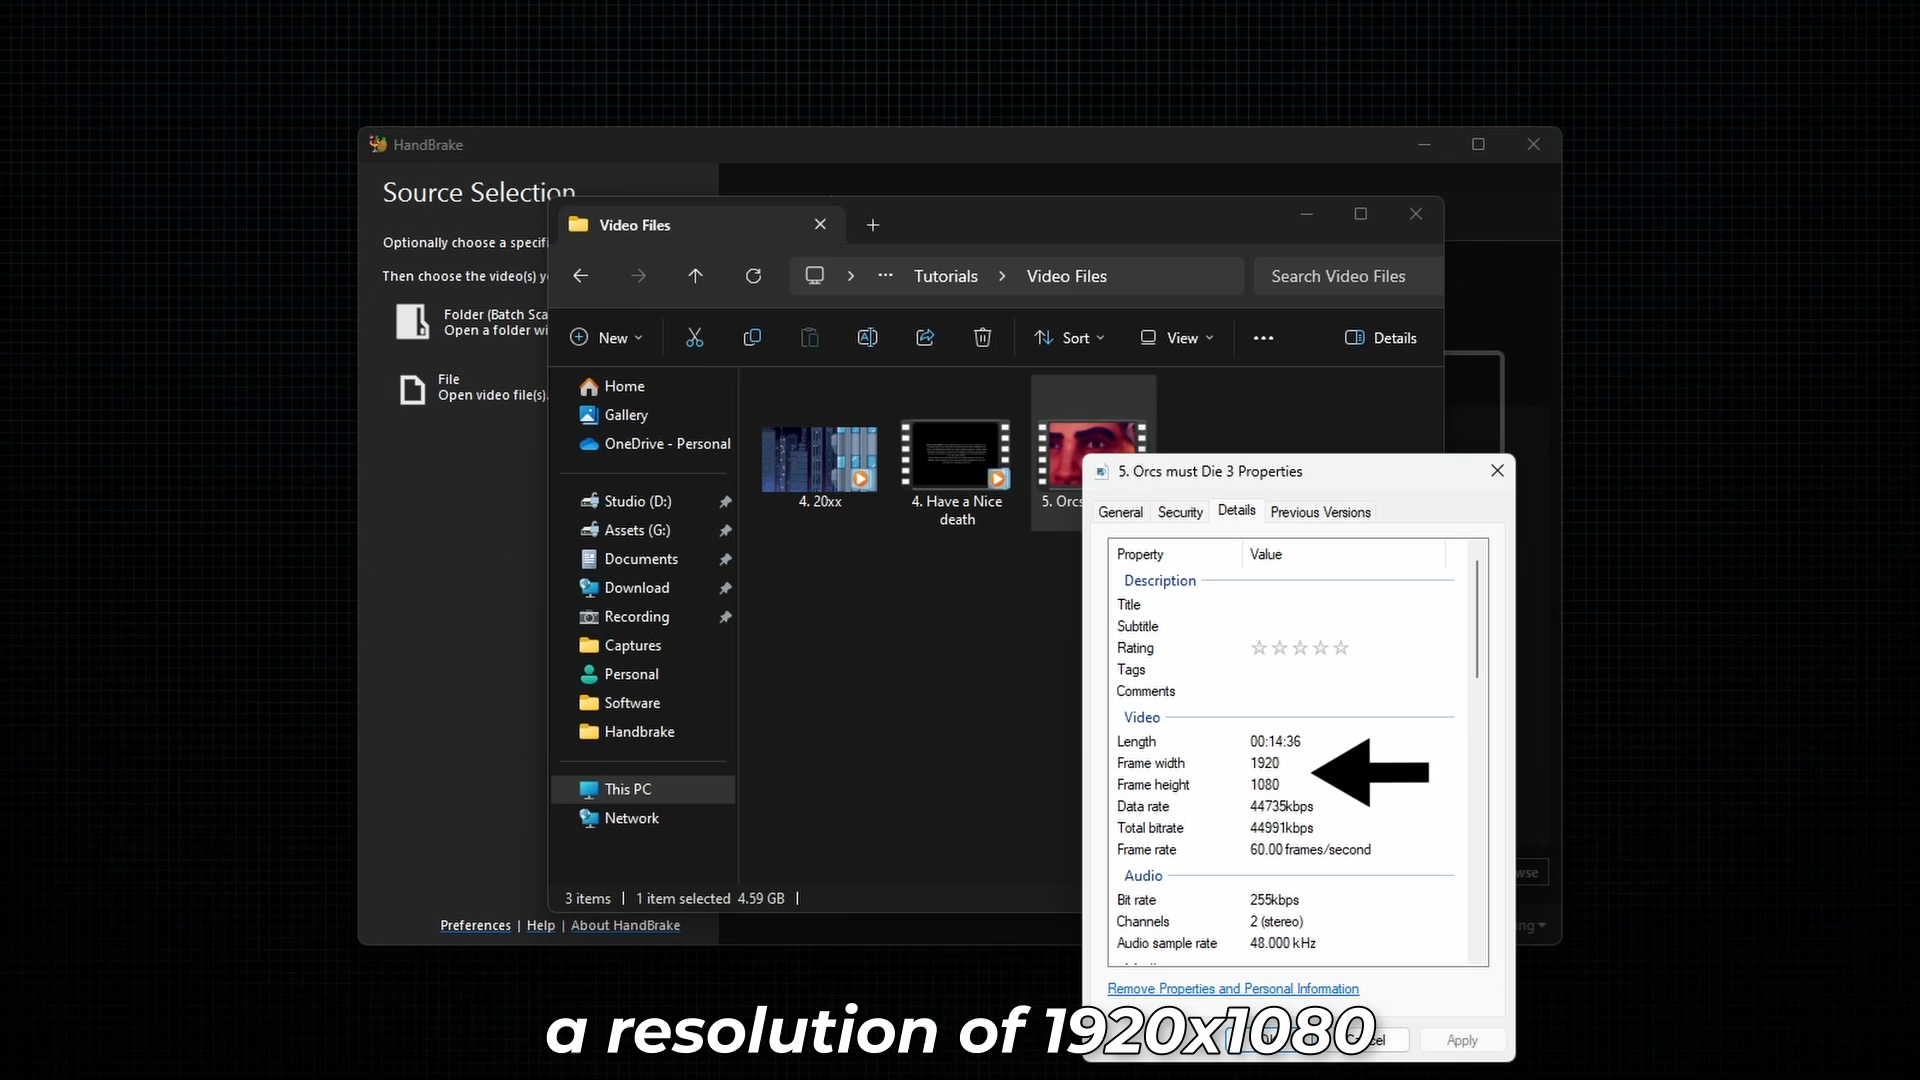 HandBrake
Source Selection
Optionally choose a specifi
Then choose the video(s) y
Folder (Batch Sca
Open a folder wi
File
Open video file(s).
Video Files
Tutorials
Video Files
Search Video Files
New
Sort
View
Details
Home
Gallery
OneDrive - Personal
Studio (D:)
Assets (G:)
Documents
Download
Recording
Captures
Personal
Software
Handbrake
This PC
Network
4. 20xx
4. Have a Nice
death
5. Orcs
3 items
1 item selected 4.59 GB
Preferences | Help | About HandBrake
5. Orcs must Die 3 Properties
General Security Details Previous Versions
Property Value
Description
Title
Subtitle
Rating
Tags
Comments
Video
Length 00:14:36
Frame width 1920
Frame height 1080
Data rate 44735kbps
Total bitrate 44991kbps
Frame rate 60.00 frames/second
Audio
Bit rate 255kbps
Channels 2 (stereo)
Audio sample rate 48.000 kHz
Remove Properties and Personal Information
Apply
a resolution of 1920x1080